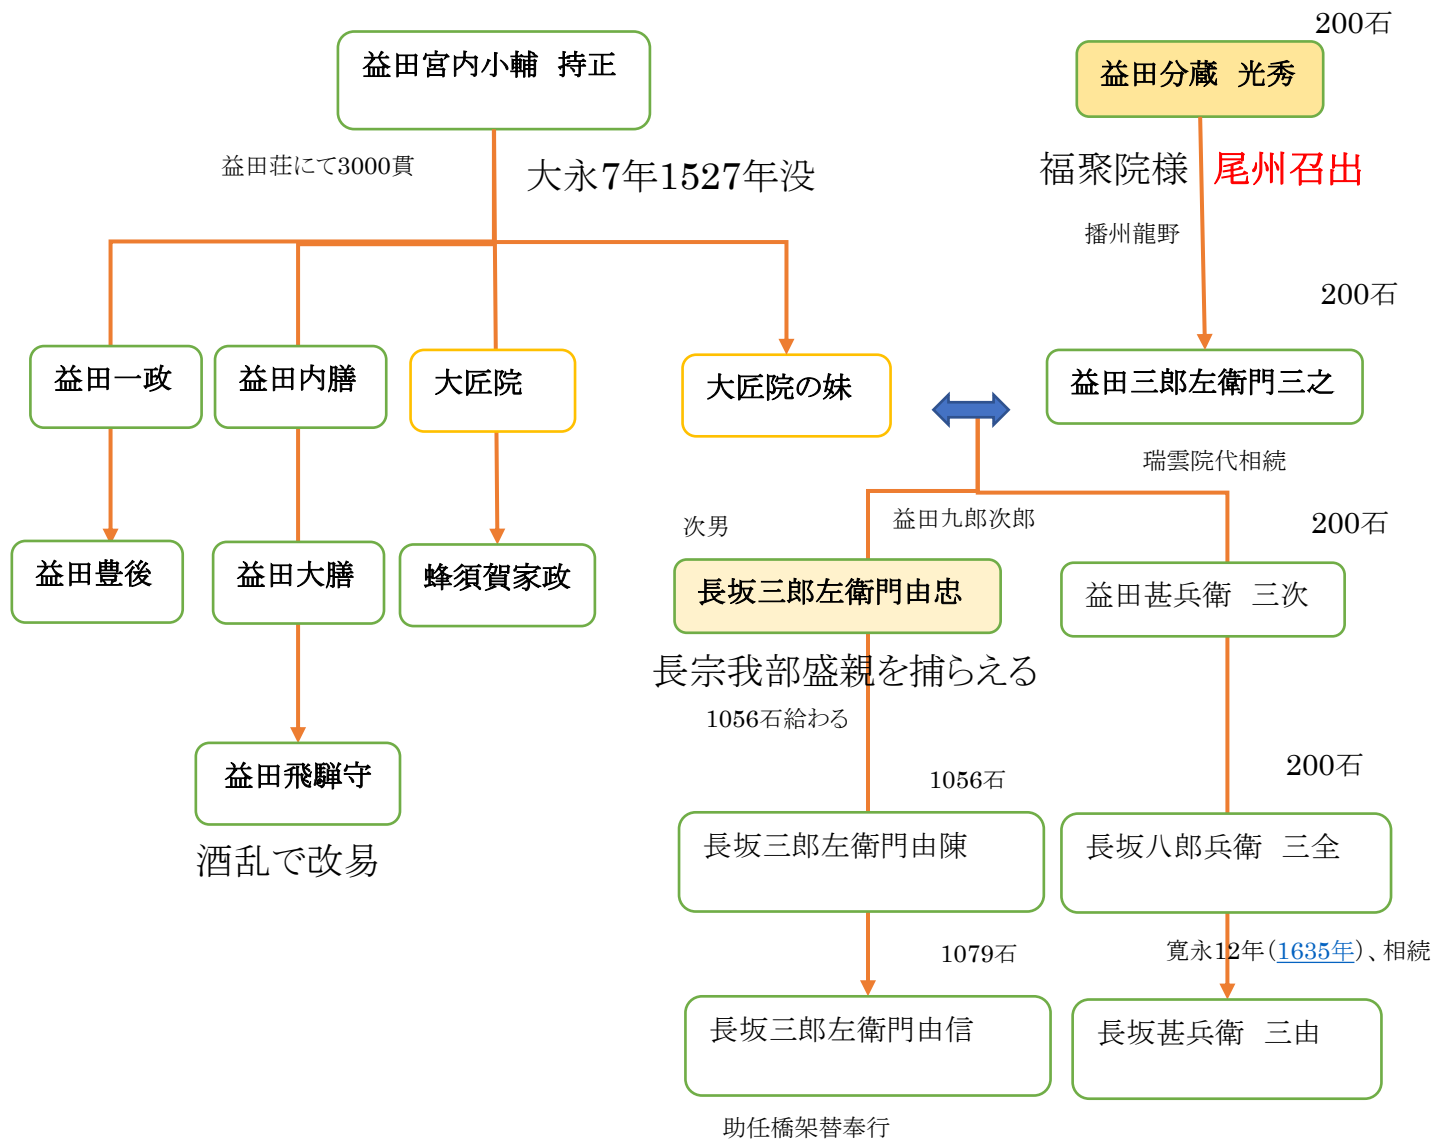 200石
益田宮内小輔　持正
益田分蔵　光秀
益田荘にて3000貫
大永7年1527年没
福聚院様
尾州召出
播州龍野
200石
益田一政
益田内膳
大匠院
大匠院の妹
益田三郎左衛門三之
瑞雲院代相続
次男
益田九郎次郎
200石
益田豊後
益田大膳
蜂須賀家政
長坂三郎左衛門由忠
益田甚兵衛　三次
長宗我部盛親を捕らえる
1056石給わる
益田飛騨守
1056石
200石
酒乱で改易
長坂三郎左衛門由陳
長坂八郎兵衛　三全
1079石
寛永12年（1635年）、相続
長坂三郎左衛門由信
長坂甚兵衛　三由
助任橋架替奉行